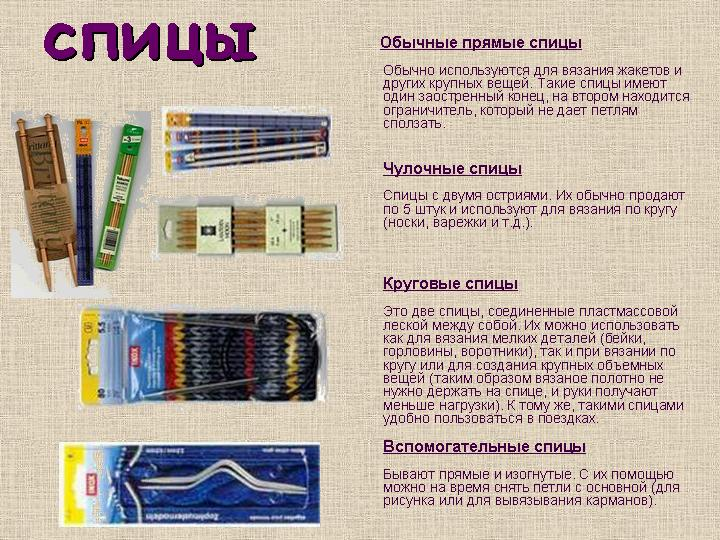 спицы
Обычные прямые спицы
Обычно используются для вязания жакетов и
других крупных вещей. Такие спицы имеют
один заостренный конец, на втором находится
ограничитель, который не дает петлям
сползать.
Чулочные спицы
Спицы с двумя остриями. Их обычно продают
по 5 штук и используют для вязания по кругу
(носки, варежки и т.д.).
Круговые спицы
Это две спицы, соединенные пластмассовой
леской между собой. Их можно использовать
как для вязания мелких деталей (бейки,
горловины, воротники), так и при вязании по
кругу или для создания крупных объемных
вещей (таким образом вязаное полотно не
нужно держать на спице, и руки получают
меньше нагрузки). К тому же, такими спицами
удобно пользоваться в поездках.
Вспомогательные спицы
Бывают прямые и изогнутые. С их помощью
можно на время снять петли с основной (для
рисунка или для вывязывания карманов).
INOX
INOX
Zopfmusternadeln